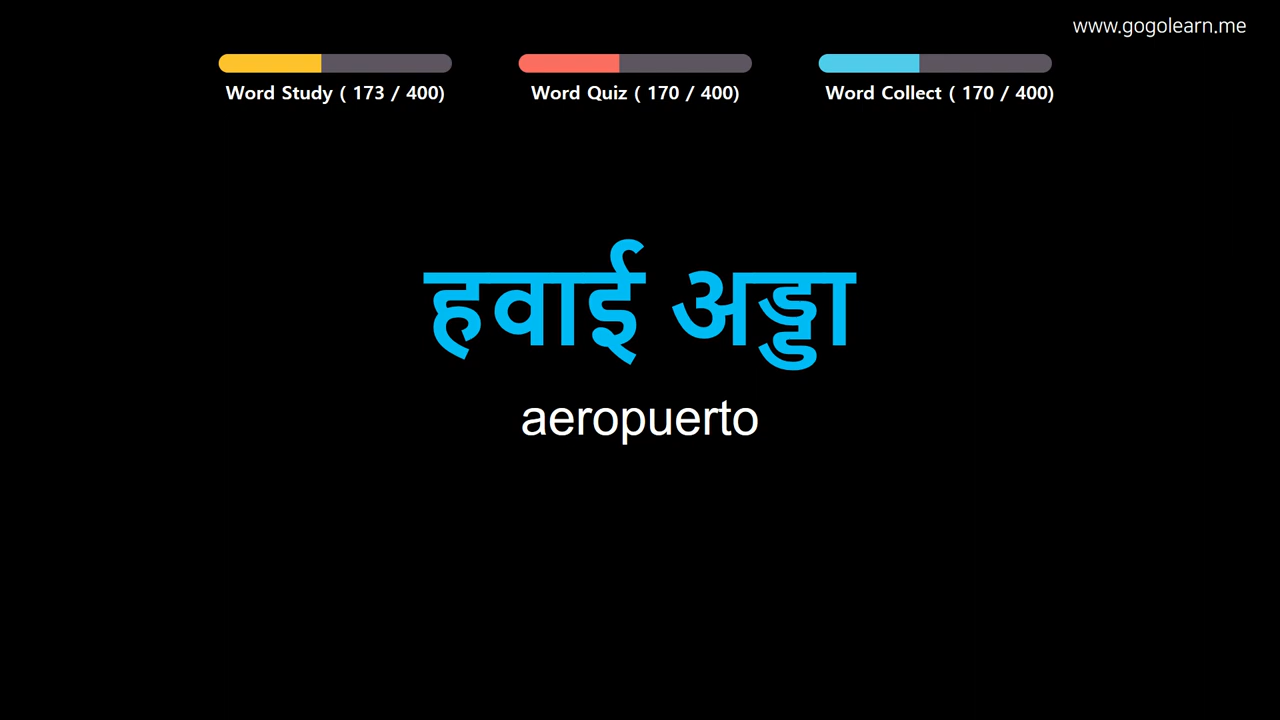 www.gogolearn.me
Word Study ( 173 / 400) Word Quiz ( 170 / 400) Word Collect ( 170 / 400)
हवाई अड्डा
aeropuerto